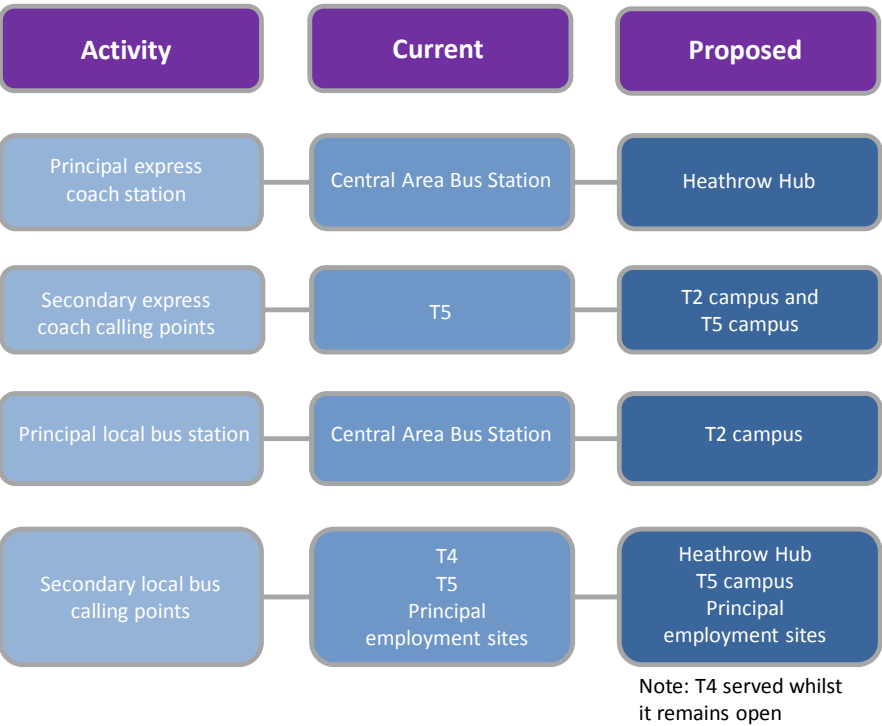 Activity
Current
Proposed
Principal express
coach station
Central Area Bus Station
Heathrow Hub
Secondary express
coach calling points
T5
T2 campus and
T5 campus
Principal local bus station
Central Area Bus Station
T2 campus
Secondary local bus
calling points
T4
T5
Principal
employment sites
Heathrow Hub
T5 campus
Principal
employment sites
Note: T4 served whilst
it remains open